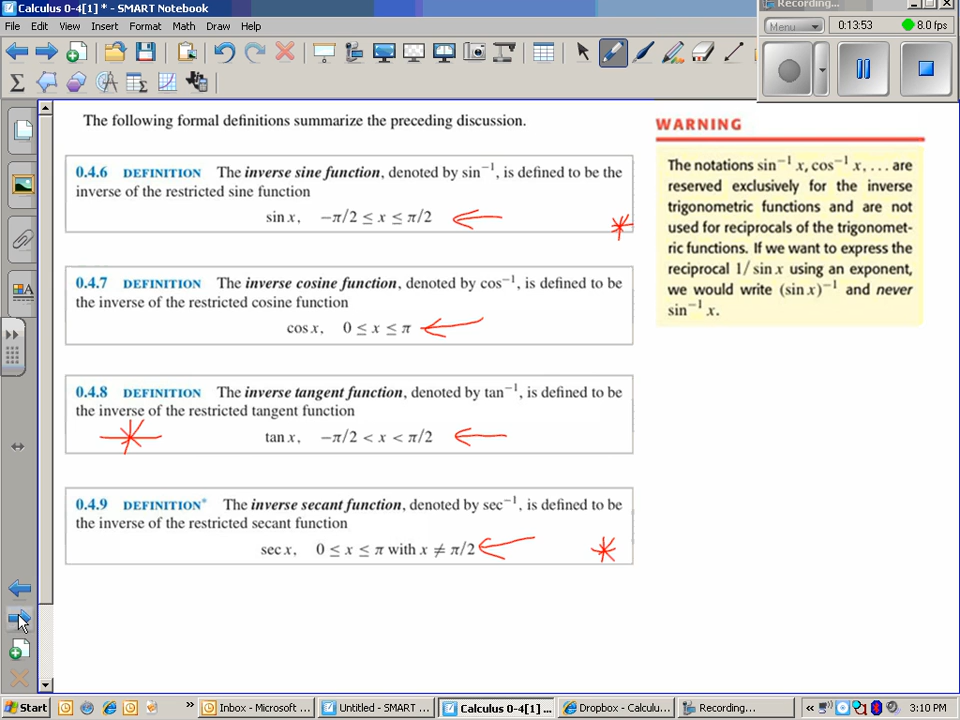 Calculus 0-4[1] * - SMART Notebook
Recording...
File Edit View Insert Format Math Draw Help
Menu 0:13:53 8.0 fps
The following formal definitions summarize the preceding discussion.
0.4.6 DEFINITION The inverse sine function, denoted by sin⁻¹, is defined to be the
inverse of the restricted sine function
sin x, −π/2 ≤ x ≤ π/2
0.4.7 DEFINITION The inverse cosine function, denoted by cos⁻¹, is defined to be
the inverse of the restricted cosine function
cos x, 0 ≤ x ≤ π
0.4.8 DEFINITION The inverse tangent function, denoted by tan⁻¹, is defined to be
the inverse of the restricted tangent function
tan x, −π/2 < x < π/2
0.4.9 DEFINITION* The inverse secant function, denoted by sec⁻¹, is defined to be
the inverse of the restricted secant function
sec x, 0 ≤ x ≤ π with x ≠ π/2
WARNING
The notations sin⁻¹ x, cos⁻¹ x, . . . are
reserved exclusively for the inverse
trigonometric functions and are not
used for reciprocals of the trigonomet-
ric functions. If we want to express the
reciprocal 1/ sin x using an exponent,
we would write (sin x)⁻¹ and never
sin⁻¹ x.
Start » Inbox - Microsoft ... Untitled - SMART ... Calculus 0-4[1] ... Dropbox - Calculu... Recording... « 3:10 PM